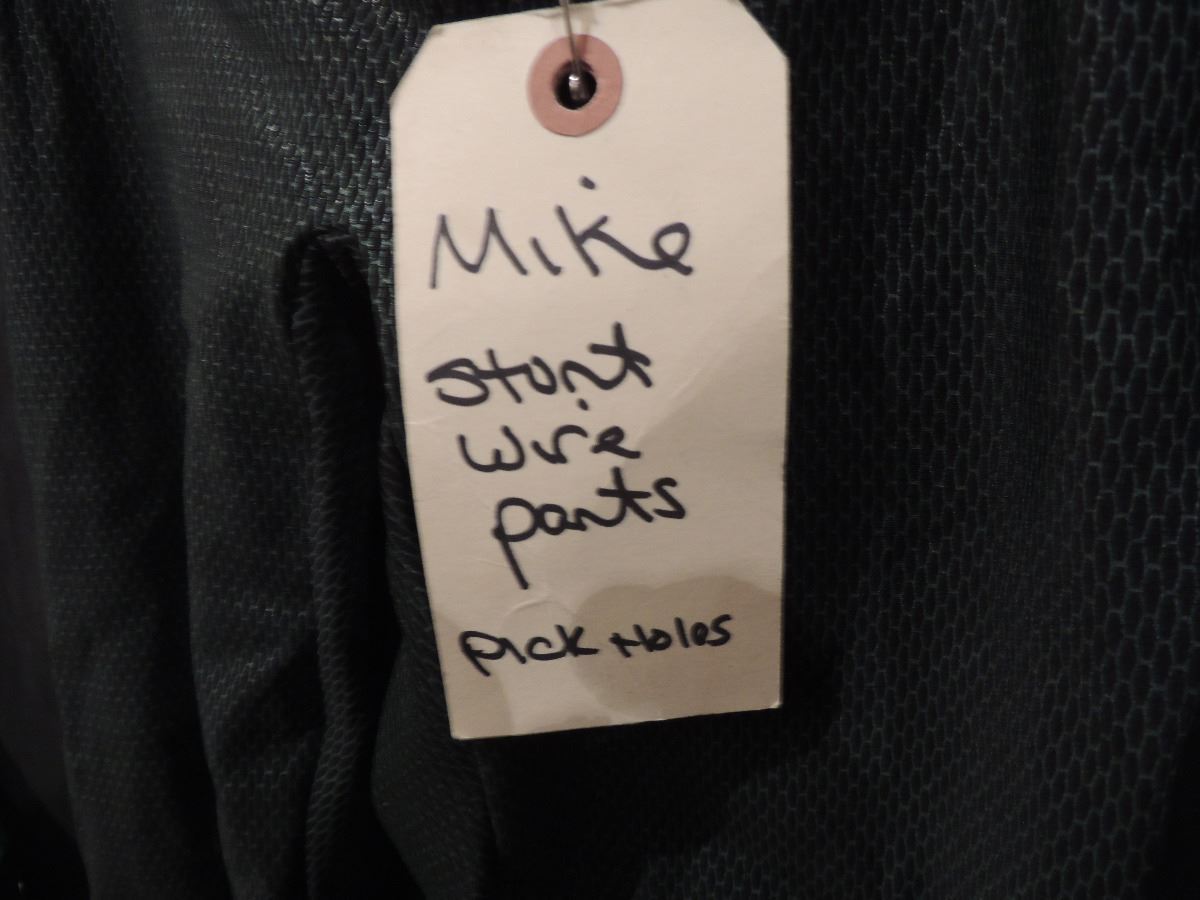 Mike
Stunt
wire
pants
Pick Holes